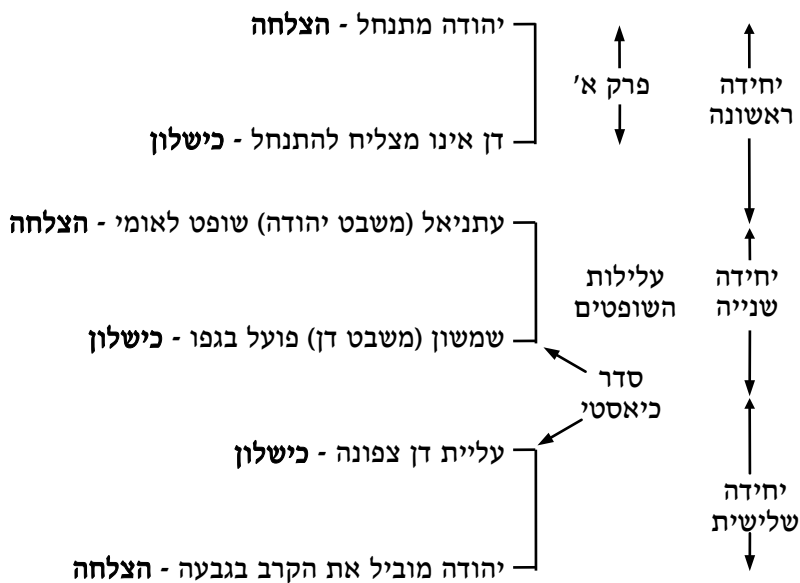 יהודה מתנחל - הצלחה
פרק א'
יחידה
ראשונה
דן אינו מצליח להתנחל - כישלון
עתניאל (משבט יהודה) שופט לאומי - הצלחה
עלילות
השופטים
יחידה
שנייה
שמשון (משבט דן) פועל בגפו - כישלון
סדר
כיאסטי
עליית דן צפונה - כישלון
יחידה
שלישית
יהודה מוביל את הקרב בגבעה - הצלחה